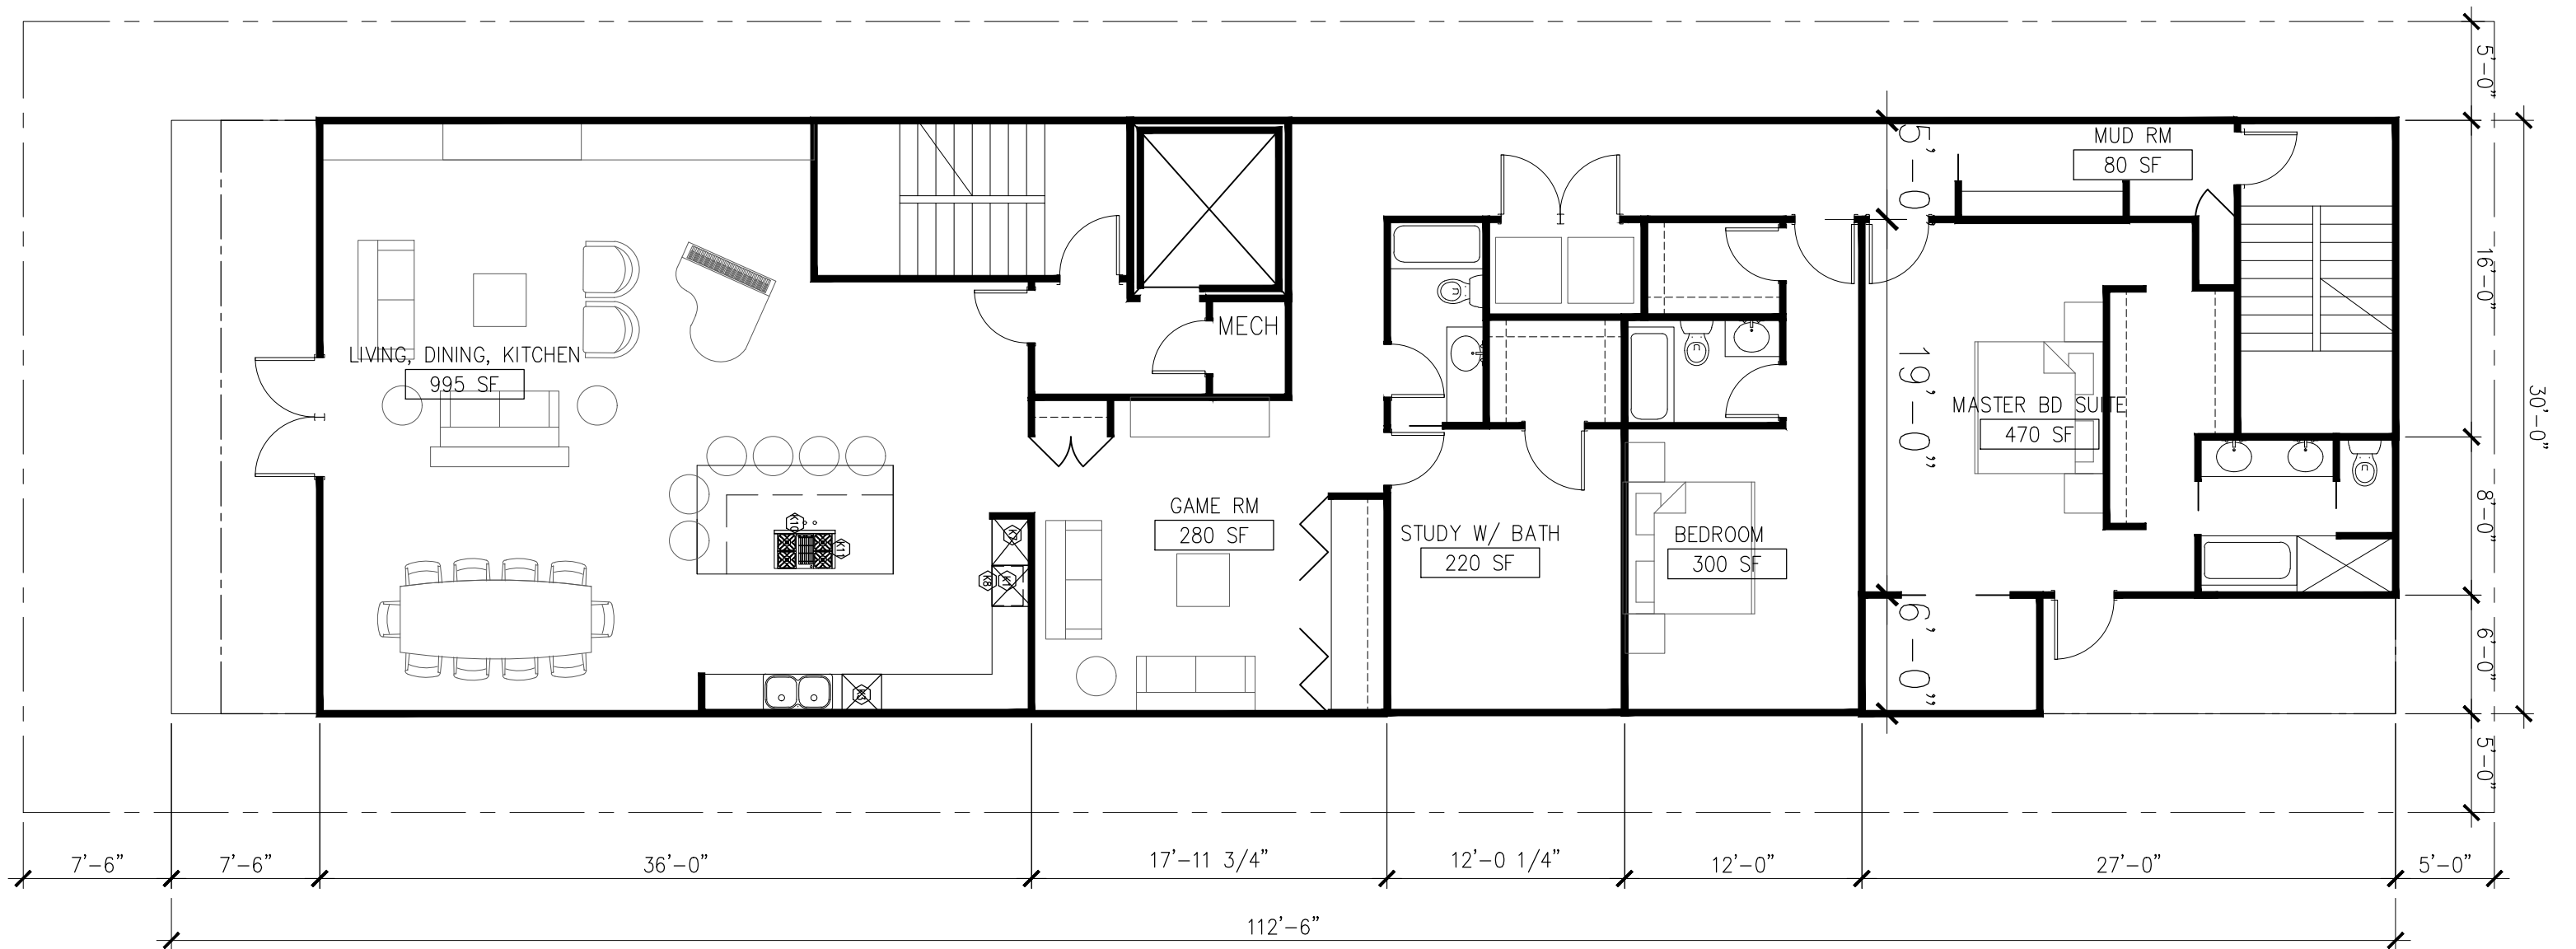 5'-0"
MUD RM
80 SF
5'-0"
16'-0"
MECH
LIVING, DINING, KITCHEN
995 SF
19'-0"
30'-0"
MASTER BD SUITE
470 SF
GAME RM
280 SF
STUDY W/ BATH
220 SF
BEDROOM
300 SF
8'-0"
K10
K11
K8
6'-0"
6'-0"
5'-0"
7'-6"
7'-6"
36'-0"
17'-11 3/4"
12'-0 1/4"
12'-0"
27'-0"
5'-0"
112'-6"